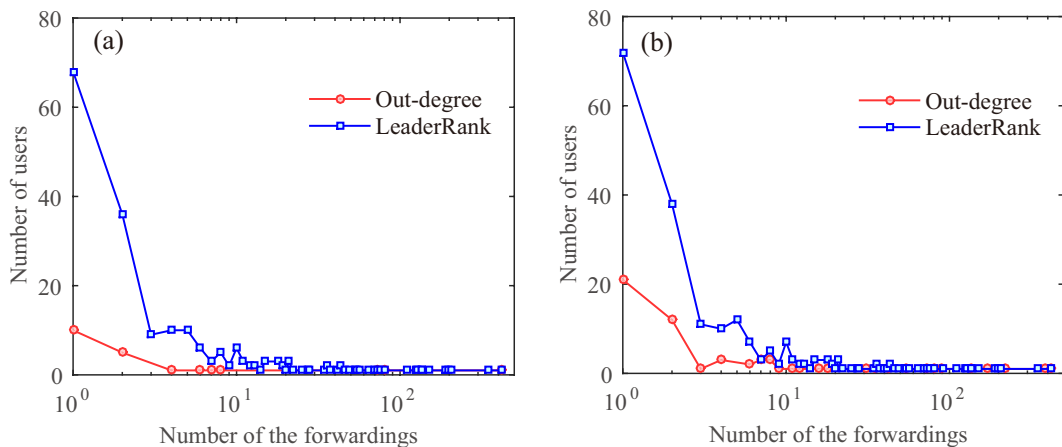 (a)
Number of users
80
60
40
20
0
Out-degree
LeaderRank
10^0
10^1
10^2
Number of the forwardings
(b)
Number of users
80
60
40
20
0
Out-degree
LeaderRank
10^0
10^1
10^2
Number of the forwardings